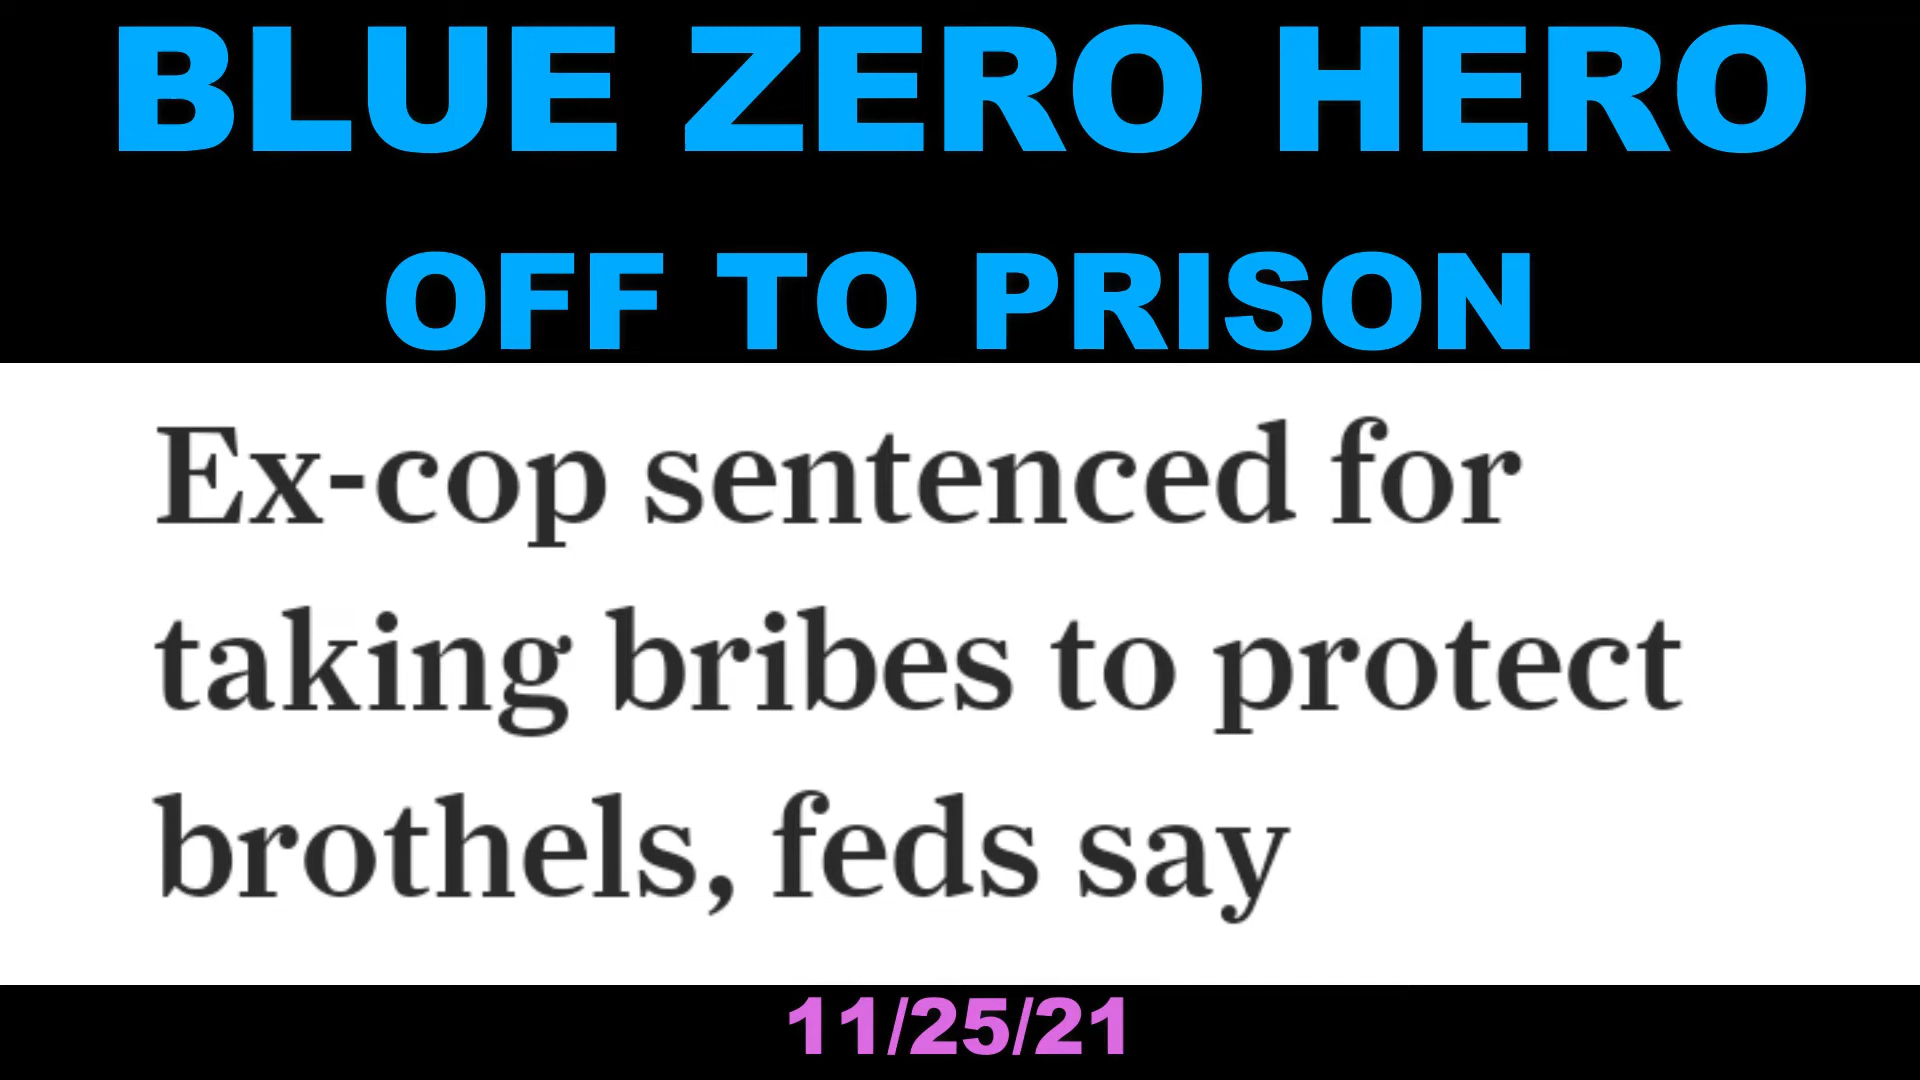 BLUE ZERO HERO
OFF TO PRISON
Ex-cop sentenced for
taking bribes to protect
brothels, feds say
11/25/21